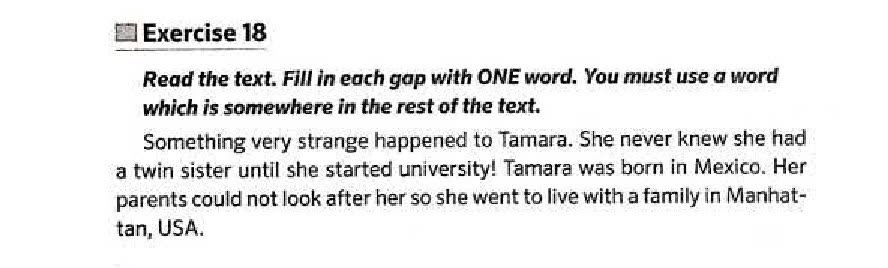 Exercise 18
Read the text. Fill in each gap with ONE word. You must use a word
which is somewhere in the rest of the text.
Something very strange happened to Tamara. She never knew she had
a twin sister until she started university! Tamara was born in Mexico. Her
parents could not look after her so she went to live with a family in Manhat-
tan, USA.